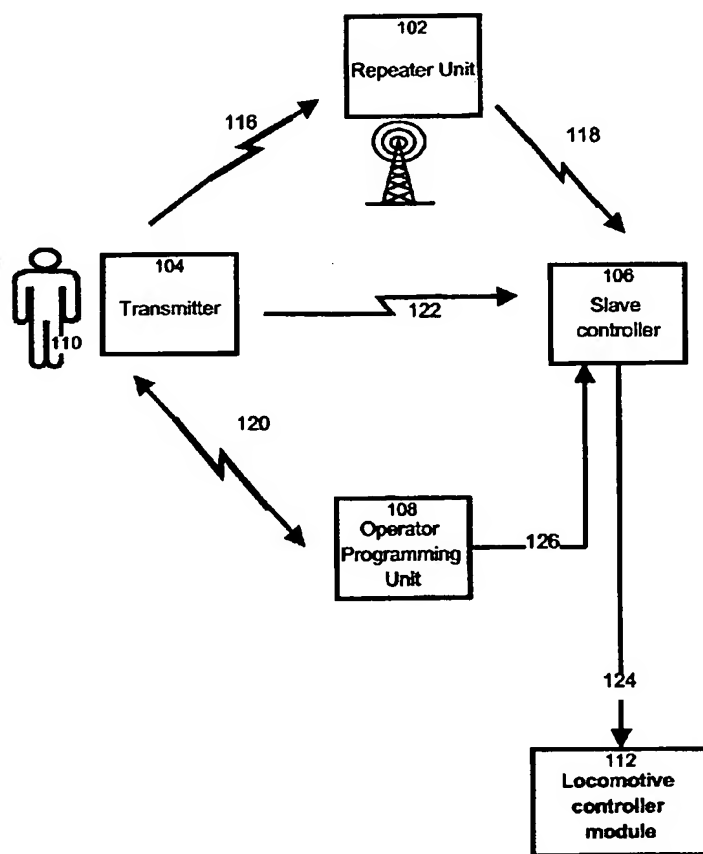 102
Repeater Unit
116
118
104
Transmitter
110
122
106
Slave
controller
120
108
Operator
Programming
Unit
126
124
112
Locomotive
controller
module